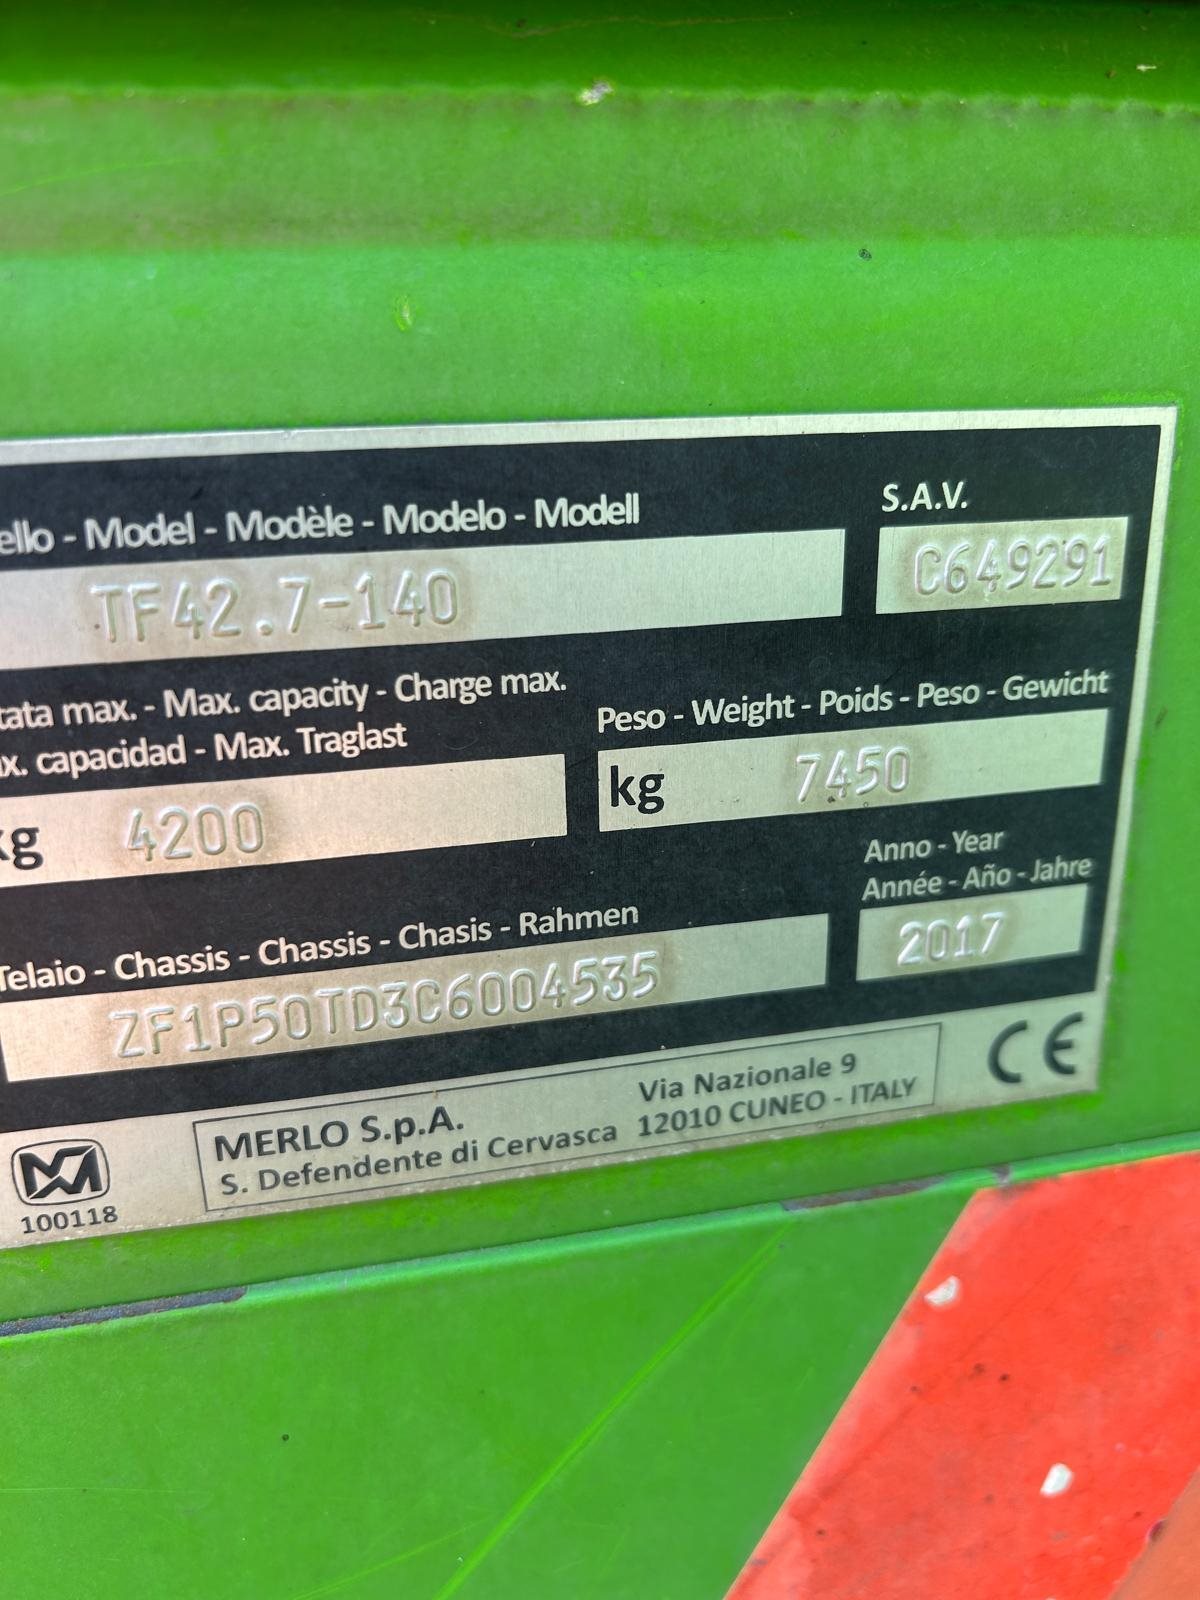 ello - Model - Modèle - Modelo - Modell
S.A.V.
TF42.7-140
C649291
tata max. - Max. capacity - Charge max.
x. capacidad - Max. Traglast
Peso - Weight - Poids - Peso - Gewicht
kg 4200
kg 7450
Anno - Year
Année - Año - Jahre
Telaio - Chassis - Chassis - Chasis - Rahmen
2017
ZF1P50TD3C6004535
CE
MERLO S.p.A.
S. Defendente di Cervasca
Via Nazionale 9
12010 CUNEO - ITALY
100118